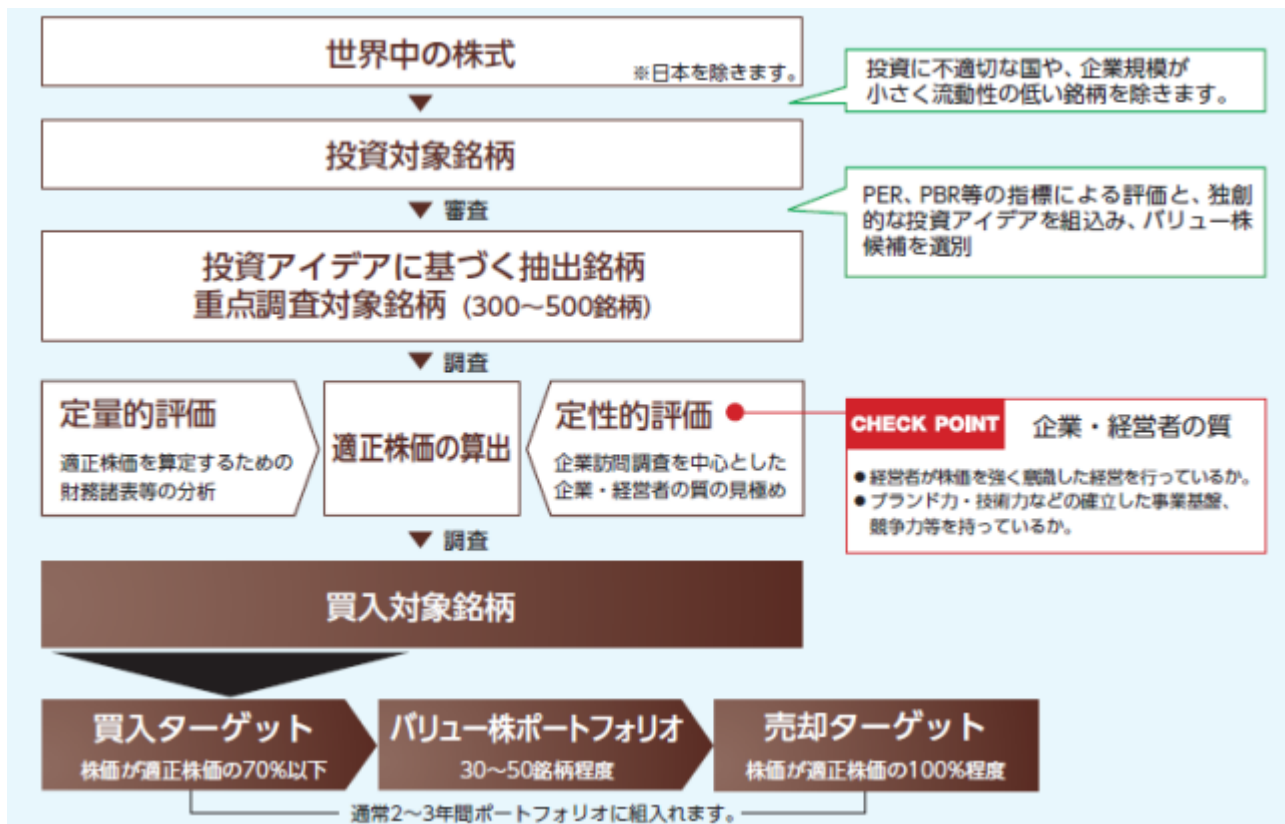 世界中の株式
※日本を除きます。
投資に不適切な国や、企業規模が
小さく流動性の低い銘柄を除きます。
▼
投資対象銘柄
▼ 審査
PER、PBR等の指標による評価と、独創
的な投資アイデアを組込み、バリュー株
候補を選別
投資アイデアに基づく抽出銘柄
重点調査対象銘柄（300～500銘柄）
▼ 調査
定量的評価
適正株価を算定するための
財務諸表等の分析
適正株価の算出
定性的評価
企業訪問調査を中心とした
企業・経営者の質の見極め
CHECK POINT 企業・経営者の質
●経営者が株価を強く意識した経営を行っているか。
●ブランド力・技術力などの確立した事業基盤、
競争力等を持っているか。
▼ 調査
買入対象銘柄
買入ターゲット
株価が適正株価の70%以下
バリュー株ポートフォリオ
30～50銘柄程度
売却ターゲット
株価が適正株価の100%程度
通常2～3年間ポートフォリオに組入れます。